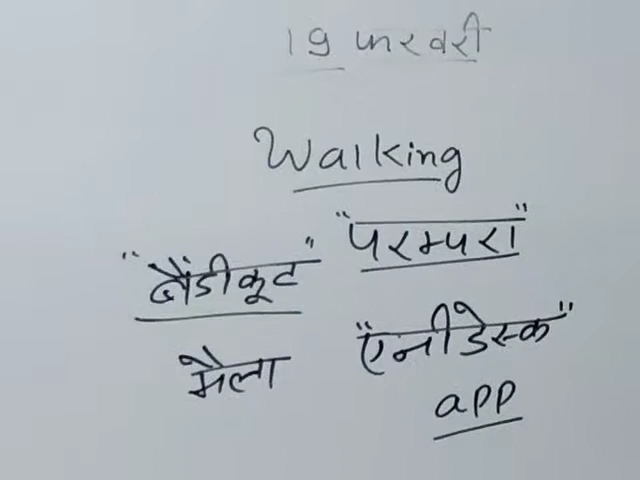 19 फरवरी
Walking
"बैंडीकूट" "परम्परा"
मैला "एनीडेस्क"
app